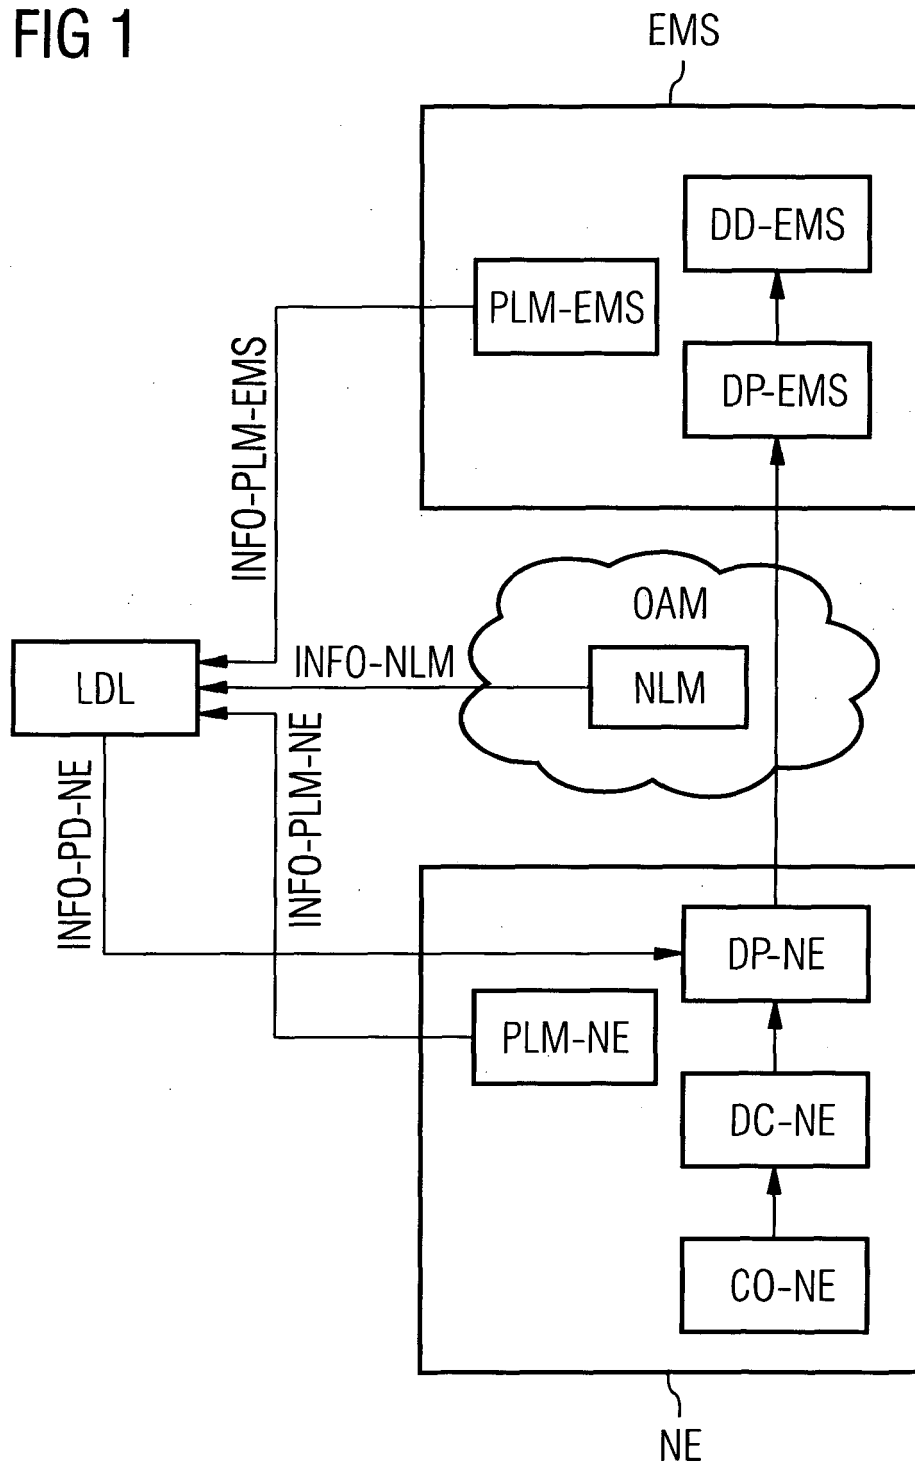 FIG 1
EMS
DD-EMS
PLM-EMS
DP-EMS
INFO-PLM-EMS
OAM
INFO-NLM
NLM
LDL
INFO-PD-NE
INFO-PLM-NE
DP-NE
PLM-NE
DC-NE
CO-NE
NE